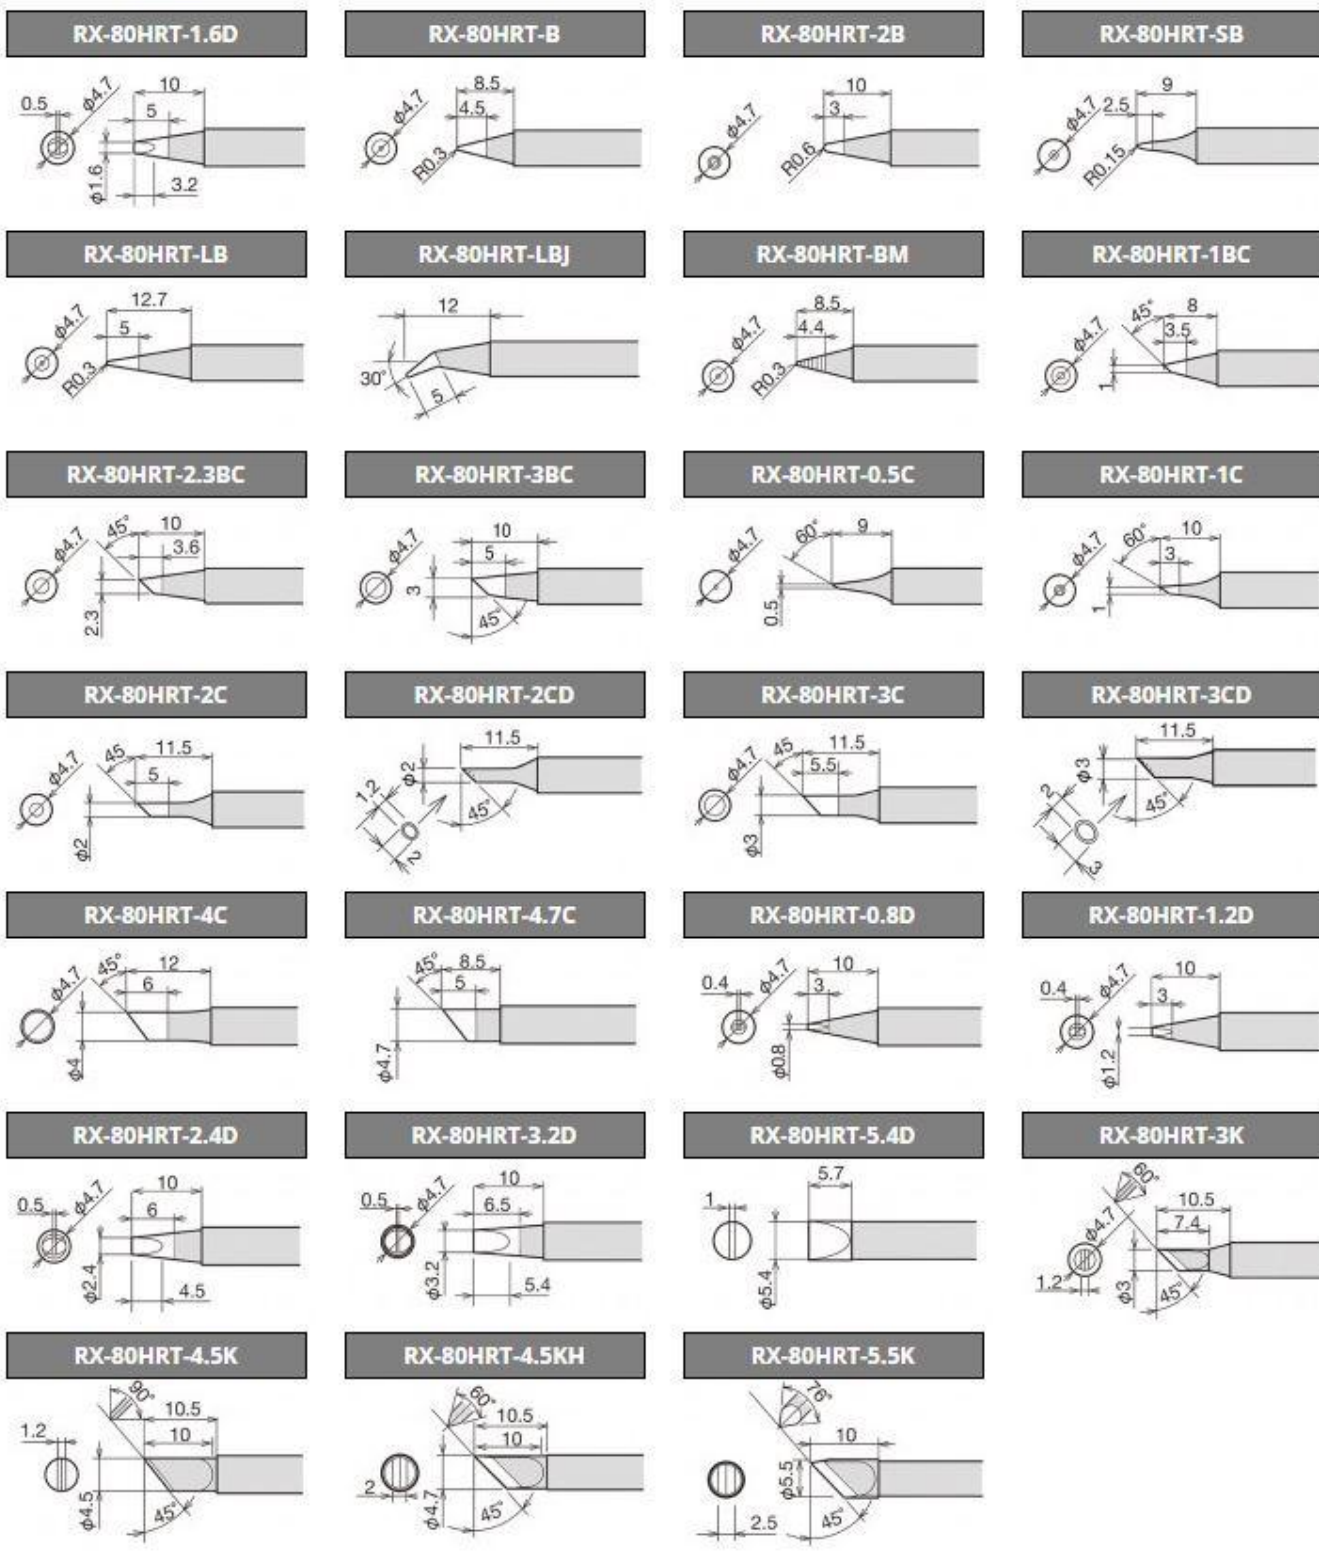 RX-80HRT-1.6D
0.5
φ4.7
10
5
φ1.6
3.2
RX-80HRT-B
φ4.7
8.5
4.5
R0.3
RX-80HRT-2B
φ4.7
10
3
R0.6
RX-80HRT-SB
φ4.7
9
2.5
R0.15
RX-80HRT-LB
φ4.7
12.7
5
R0.3
RX-80HRT-LBJ
12
30°
5
RX-80HRT-BM
φ4.7
8.5
4.4
R0.3
RX-80HRT-1BC
φ4.7
45°
8
3.5
1
RX-80HRT-2.3BC
φ4.7
45°
10
3.6
2.3
RX-80HRT-3BC
φ4.7
10
5
3
45°
RX-80HRT-0.5C
φ4.7
60°
9
0.5
RX-80HRT-1C
φ4.7
60°
10
3
1
RX-80HRT-2C
φ4.7
45
11.5
5
φ2
RX-80HRT-2CD
11.5
φ2
1.2
45°
2
RX-80HRT-3C
φ4.7
45
11.5
5.5
φ3
RX-80HRT-3CD
11.5
φ3
2
45°
3
RX-80HRT-4C
φ4.7
45°
12
6
φ4
RX-80HRT-4.7C
45°
8.5
5
φ4.7
RX-80HRT-0.8D
0.4
φ4.7
10
3
φ0.8
RX-80HRT-1.2D
0.4
φ4.7
10
3
φ1.2
RX-80HRT-2.4D
0.5
φ4.7
10
6
φ2.4
4.5
RX-80HRT-3.2D
0.5
φ4.7
10
6.5
φ3.2
5.4
RX-80HRT-5.4D
1
5.7
φ5.4
RX-80HRT-3K
60°
10.5
φ4.7
7.4
1.2
φ3
45°
RX-80HRT-4.5K
90°
1.2
10.5
10
φ4.5
45°
RX-80HRT-4.5KH
60°
10.5
10
2
φ4.7
45°
RX-80HRT-5.5K
76°
10
φ5.5
2.5
45°